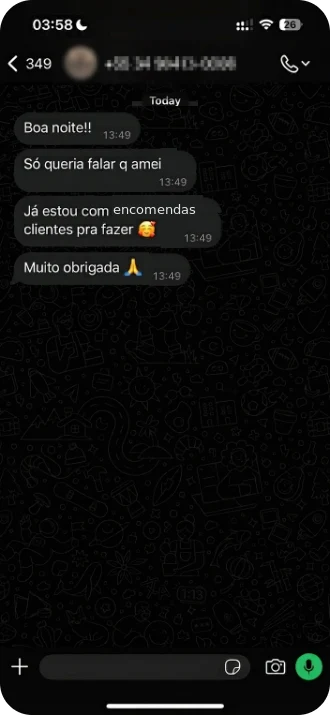 03:58
26
349
Today
Boa noite!!
13:49
Só queria falar q amei
13:49
Já estou com encomendas
clientes pra fazer 🥰
13:49
Muito obrigada 🙏
13:49